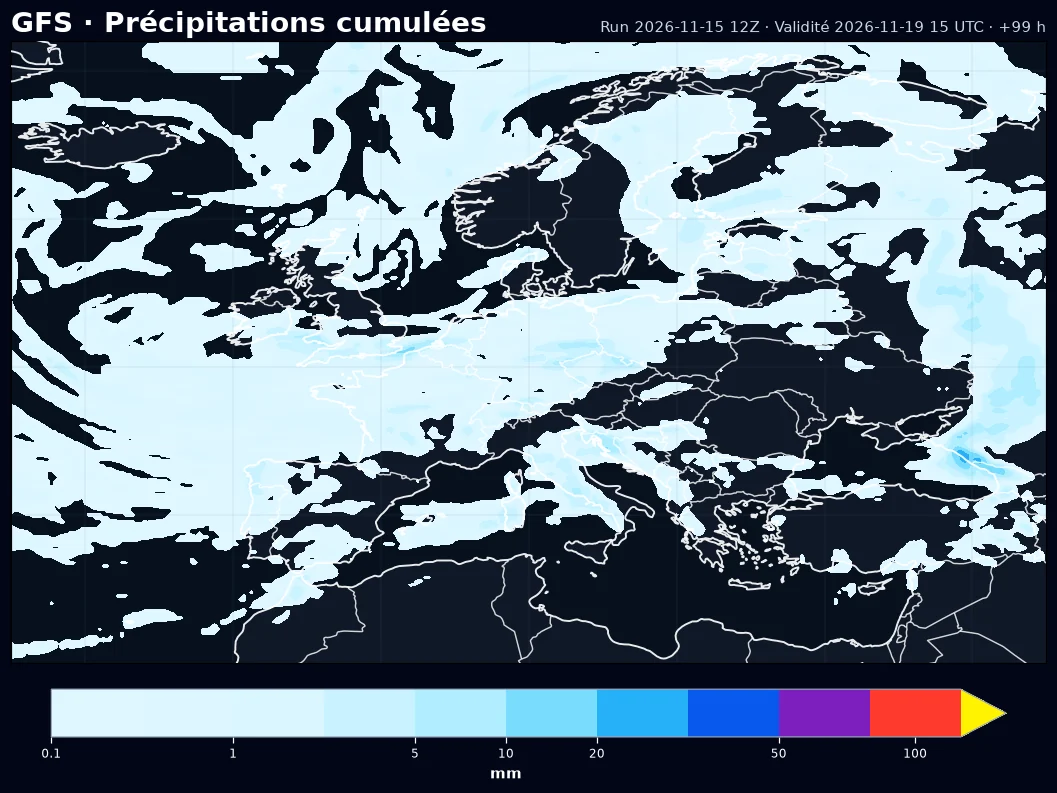 GFS · Précipitations cumulées
Run 2026-11-15 12Z · Validité 2026-11-19 15 UTC · +99 h
0.1 1 5 10 20 50 100
mm